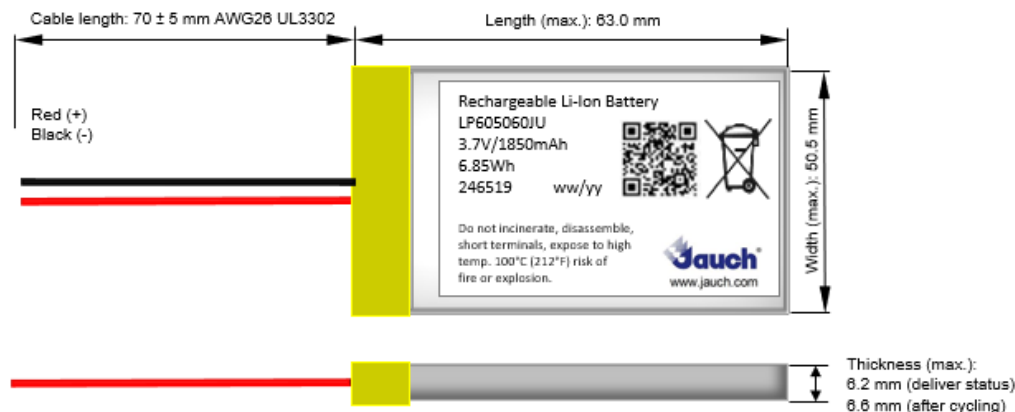 Cable length: 70 ± 5 mm AWG26 UL3302
Length (max.): 63.0 mm
Red (+)
Black (-)
Rechargeable Li-Ion Battery
LP605060JU
3.7V/1850mAh
6.85Wh
246519 ww/yy
Do not incinerate, disassemble,
short terminals, expose to high
temp. 100°C (212°F) risk of
fire or explosion.
Jauch
www.jauch.com
Width (max.): 50.5 mm
Thickness (max.):
6.2 mm (deliver status)
6.6 mm (after cycling)